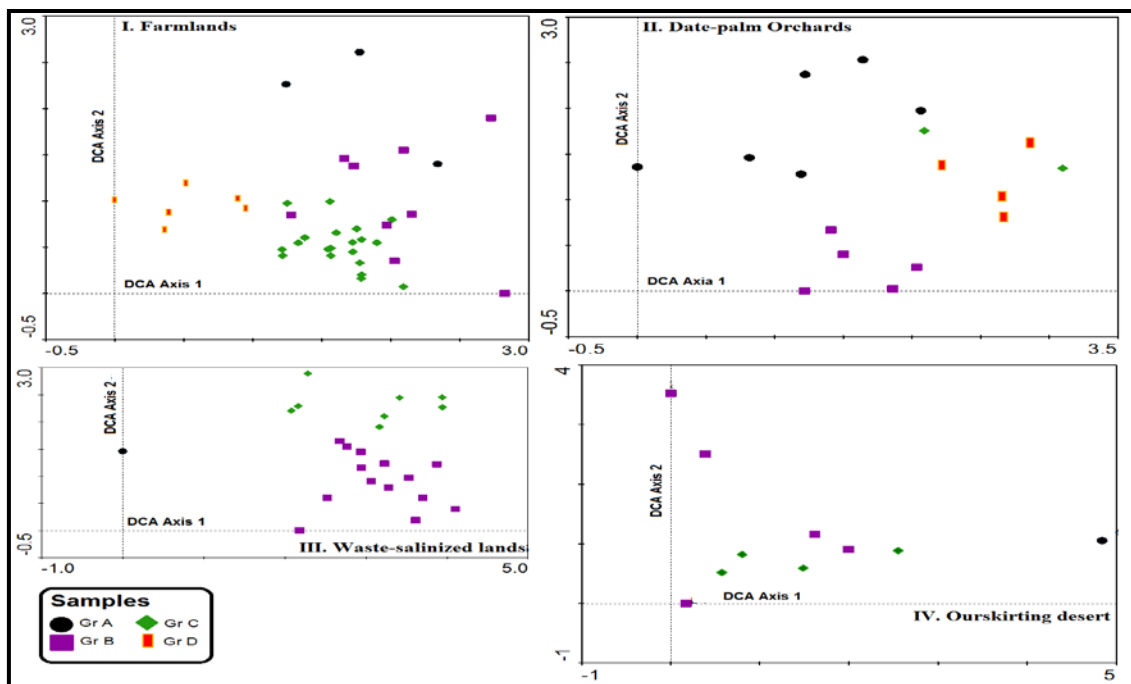 I. Farmlands
3.0
DCA Axis 2
DCA Axis 1
-0.5
-0.5
3.0
II. Date-palm Orchards
3.0
DCA Axis 2
DCA Axia 1
-0.5
-0.5
3.5
3.0
DCA Axis 2
DCA Axis 1
III. Waste-salinized lands
-0.5
-1.0
5.0
4
DCA Axis 2
DCA Axis 1
IV. Ourskirting desert
-1
-1
5
Samples
Gr A
Gr C
Gr B
Gr D